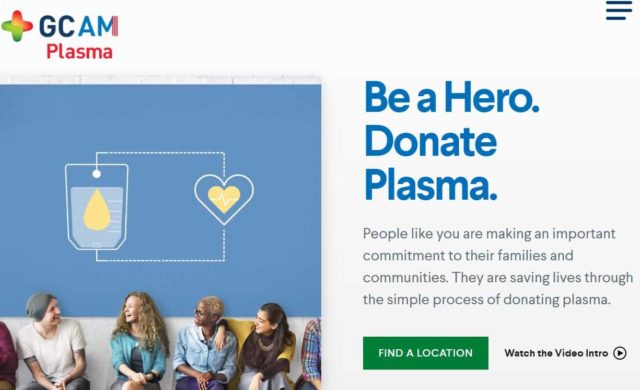 GCAM
Plasma
Be a Hero.
Donate
Plasma.
People like you are making an important
commitment to their families and
communities. They are saving lives through
the simple process of donating plasma.
FIND A LOCATION
Watch the Video Intro